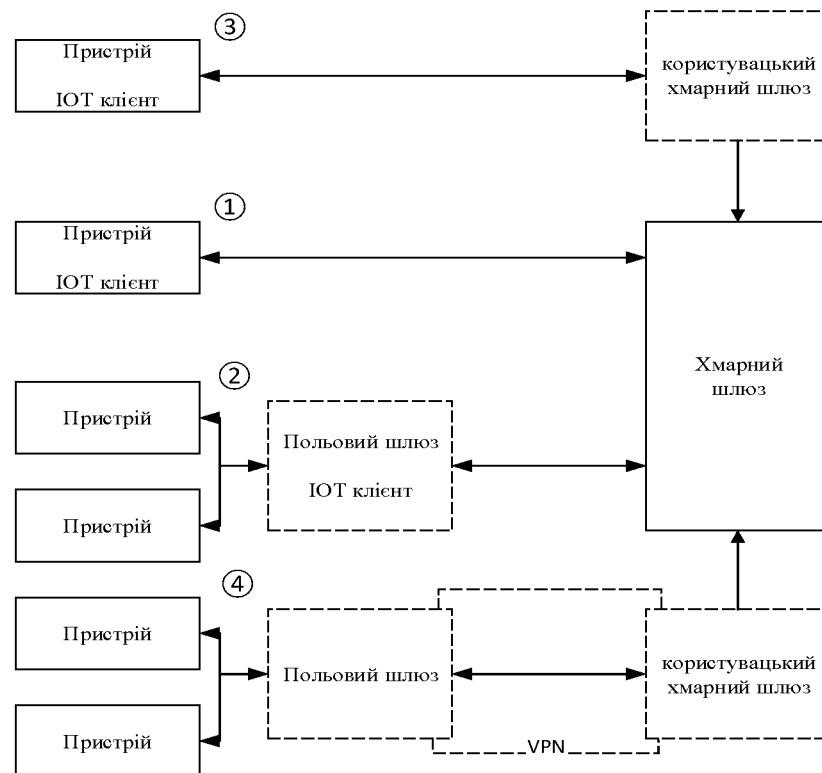 ③
Пристрій
ІОТ клієнт
користувацький
хмарний шлюз
①
Пристрій
ІОТ клієнт
Хмарний
шлюз
②
Пристрій
Пристрій
Польовий шлюз
ІОТ клієнт
④
Пристрій
Пристрій
Польовий шлюз
VPN
користувацький
хмарний шлюз